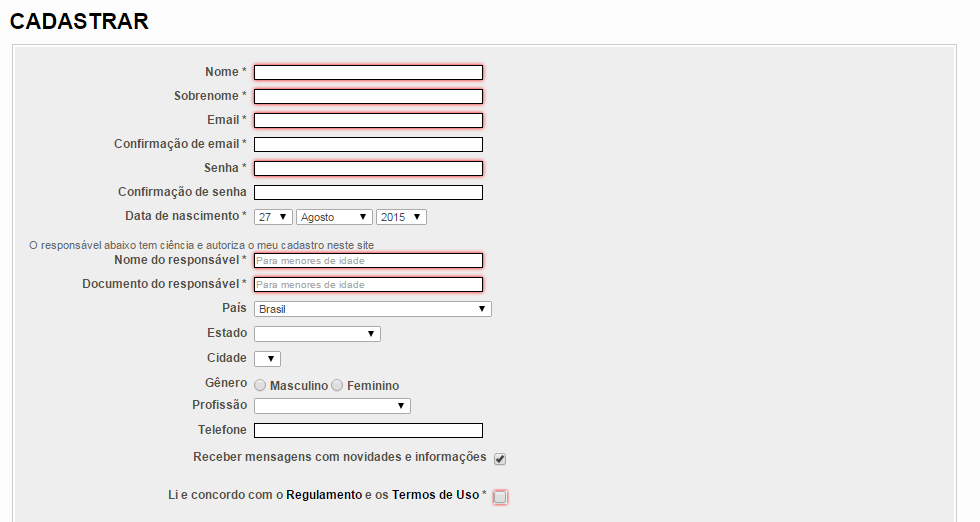 CADASTRAR
Nome *
Sobrenome *
Email *
Confirmação de email *
Senha *
Confirmação de senha
Data de nascimento * 27 Agosto 2015
O responsável abaixo tem ciência e autoriza o meu cadastro neste site
Nome do responsável * Para menores de idade
Documento do responsável * Para menores de idade
País Brasil
Estado
Cidade
Gênero Masculino Feminino
Profissão
Telefone
Receber mensagens com novidades e informações
Li e concordo com o Regulamento e os Termos de Uso *